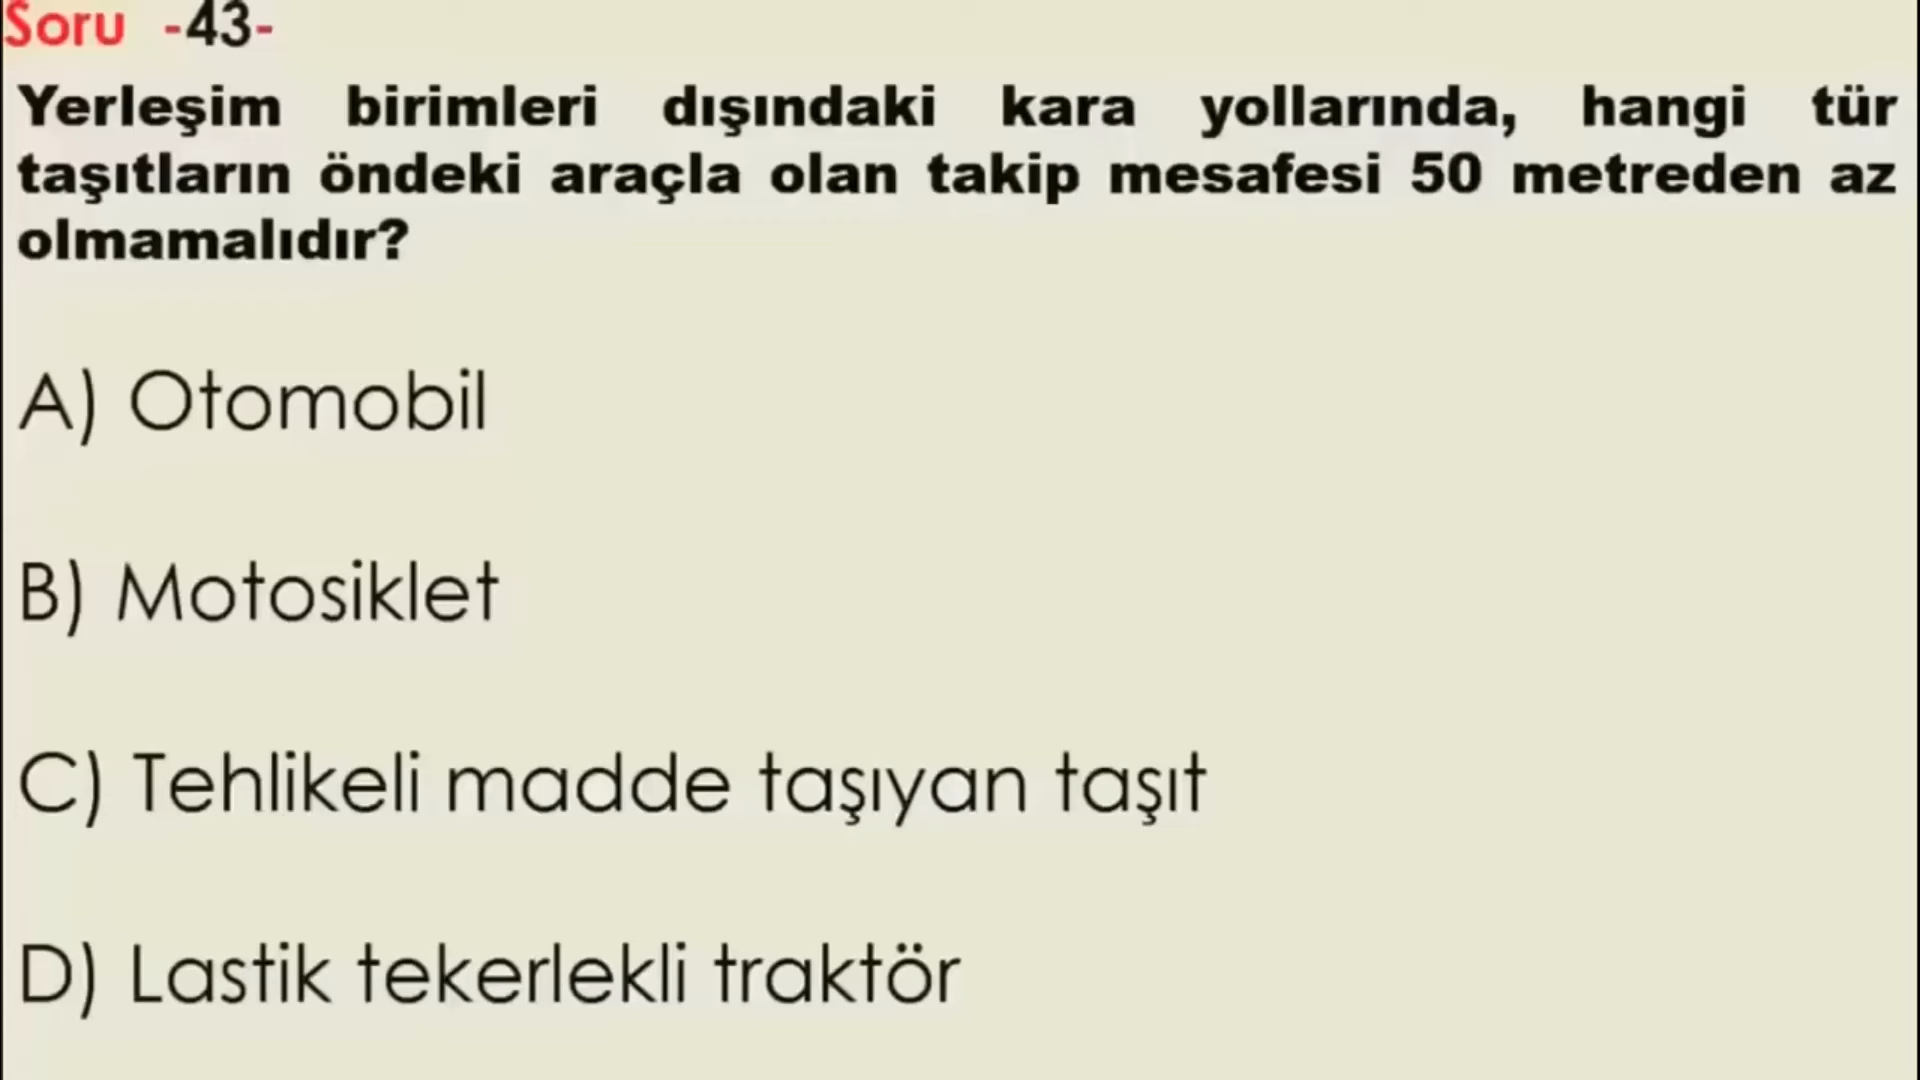 Soru -43-
Yerleşim birimleri dışındaki kara yollarında, hangi tür
taşıtların öndeki araçla olan takip mesafesi 50 metreden az
olmamalıdır?
A) Otomobil
B) Motosiklet
C) Tehlikeli madde taşıyan taşıt
D) Lastik tekerlekli traktör